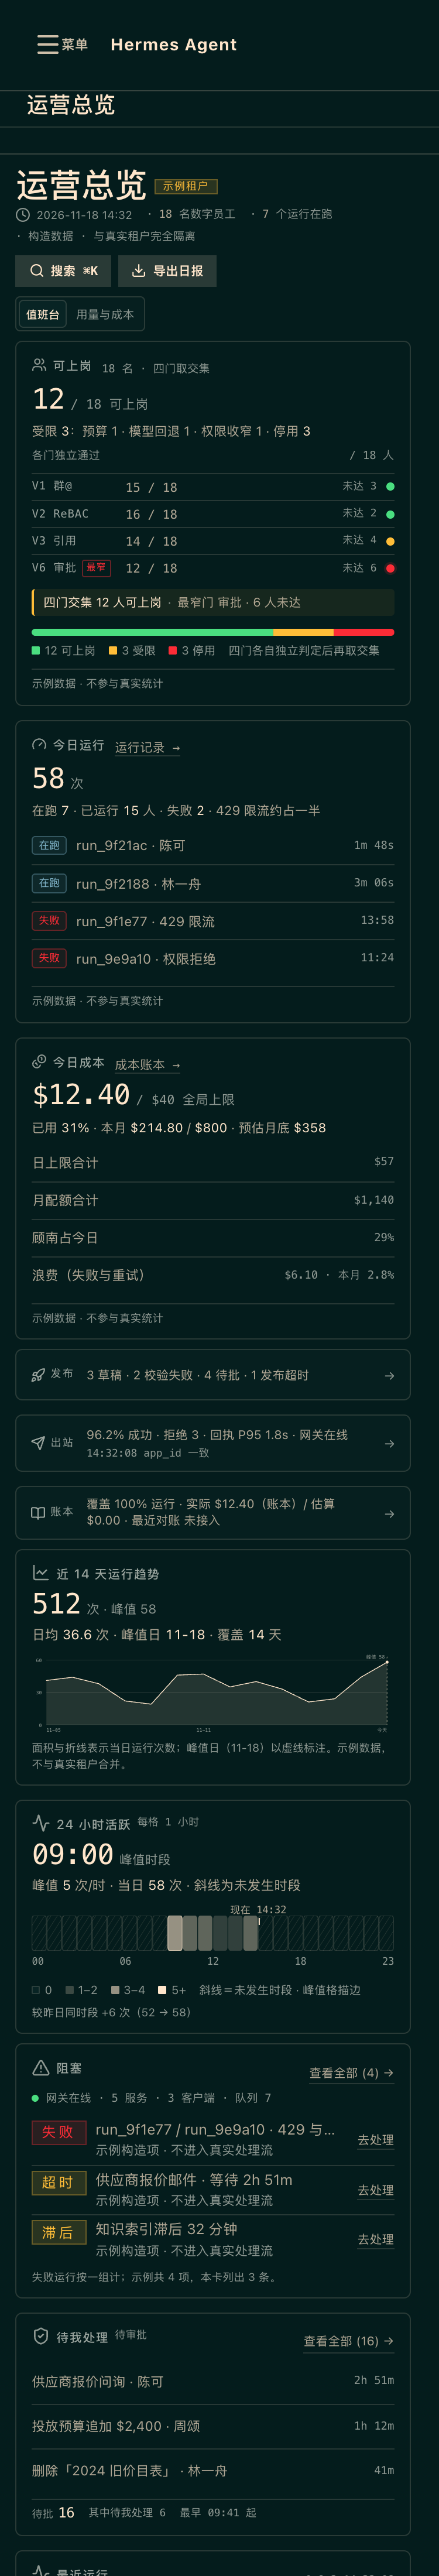 菜单 Hermes Agent
运营总览
运营总览 示例租户
2026-11-18 14:32 · 18 名数字员工 · 7 个运行在跑
· 构造数据 · 与真实租户完全隔离
搜索 ⌘K 导出日报
值班台 用量与成本
可上岗 18 名 · 四门取交集
12 / 18 可上岗
受限 3：预算 1 · 模型回退 1 · 权限收窄 1 · 停用 3
各门独立通过 / 18 人
V1 群@ 15 / 18 未达 3
V2 ReBAC 16 / 18 未达 2
V3 引用 14 / 18 未达 4
V6 审批 最窄 12 / 18 未达 6
四门交集 12 人可上岗 · 最窄门 审批 · 6 人未达
12 可上岗 3 受限 3 停用 四门各自独立判定后再取交集
示例数据 · 不参与真实统计
今日运行 运行记录 →
58 次
在跑 7 · 已运行 15 人 · 失败 2 · 429 限流约占一半
在跑 run_9f21ac · 陈可 1m 48s
在跑 run_9f2188 · 林一舟 3m 06s
失败 run_9f1e77 · 429 限流 13:58
失败 run_9e9a10 · 权限拒绝 11:24
示例数据 · 不参与真实统计
今日成本 成本账本 →
$12.40 / $40 全局上限
已用 31% · 本月 $214.80 / $800 · 预估月底 $358
日上限合计 $57
月配额合计 $1,140
顾南占今日 29%
浪费（失败与重试） $6.10 · 本月 2.8%
示例数据 · 不参与真实统计
发布 3 草稿 · 2 校验失败 · 4 待批 · 1 发布超时 →
出站 96.2% 成功 · 拒绝 3 · 回执 P95 1.8s · 网关在线 →
14:32:08 app_id 一致
账本 覆盖 100% 运行 · 实际 $12.40（账本）/ 估算 →
$0.00 · 最近对账 未接入
近 14 天运行趋势
512 次 · 峰值 58
日均 36.6 次 · 峰值日 11-18 · 覆盖 14 天
峰值 58
60
30
0
11-05 11-11 今天
面积与折线表示当日运行次数；峰值日（11-18）以虚线标注。示例数据，
不与真实租户合并。
24 小时活跃 每格 1 小时
09:00 峰值时段
峰值 5 次/时 · 当日 58 次 · 斜线为未发生时段
现在 14:32
00 06 12 18 23
0 1–2 3–4 5+ 斜线＝未发生时段 · 峰值格描边
较昨日同时段 +6 次（52 → 58）
阻塞 查看全部 (4) →
网关在线 · 5 服务 · 3 客户端 · 队列 7
失败 run_9f1e77 / run_9e9a10 · 429 与… 去处理
示例构造项 · 不进入真实处理流
超时 供应商报价邮件 · 等待 2h 51m 去处理
示例构造项 · 不进入真实处理流
滞后 知识索引滞后 32 分钟 去处理
示例构造项 · 不进入真实处理流
失败运行按一组计；示例共 4 项，本卡列出 3 条。
待我处理 待审批 查看全部 (16) →
供应商报价问询 · 陈可 2h 51m
投放预算追加 $2,400 · 周颂 1h 12m
删除「2024 旧价目表」 · 林一舟 41m
待批 16 其中待我处理 6 最早 09:41 起
最近运行